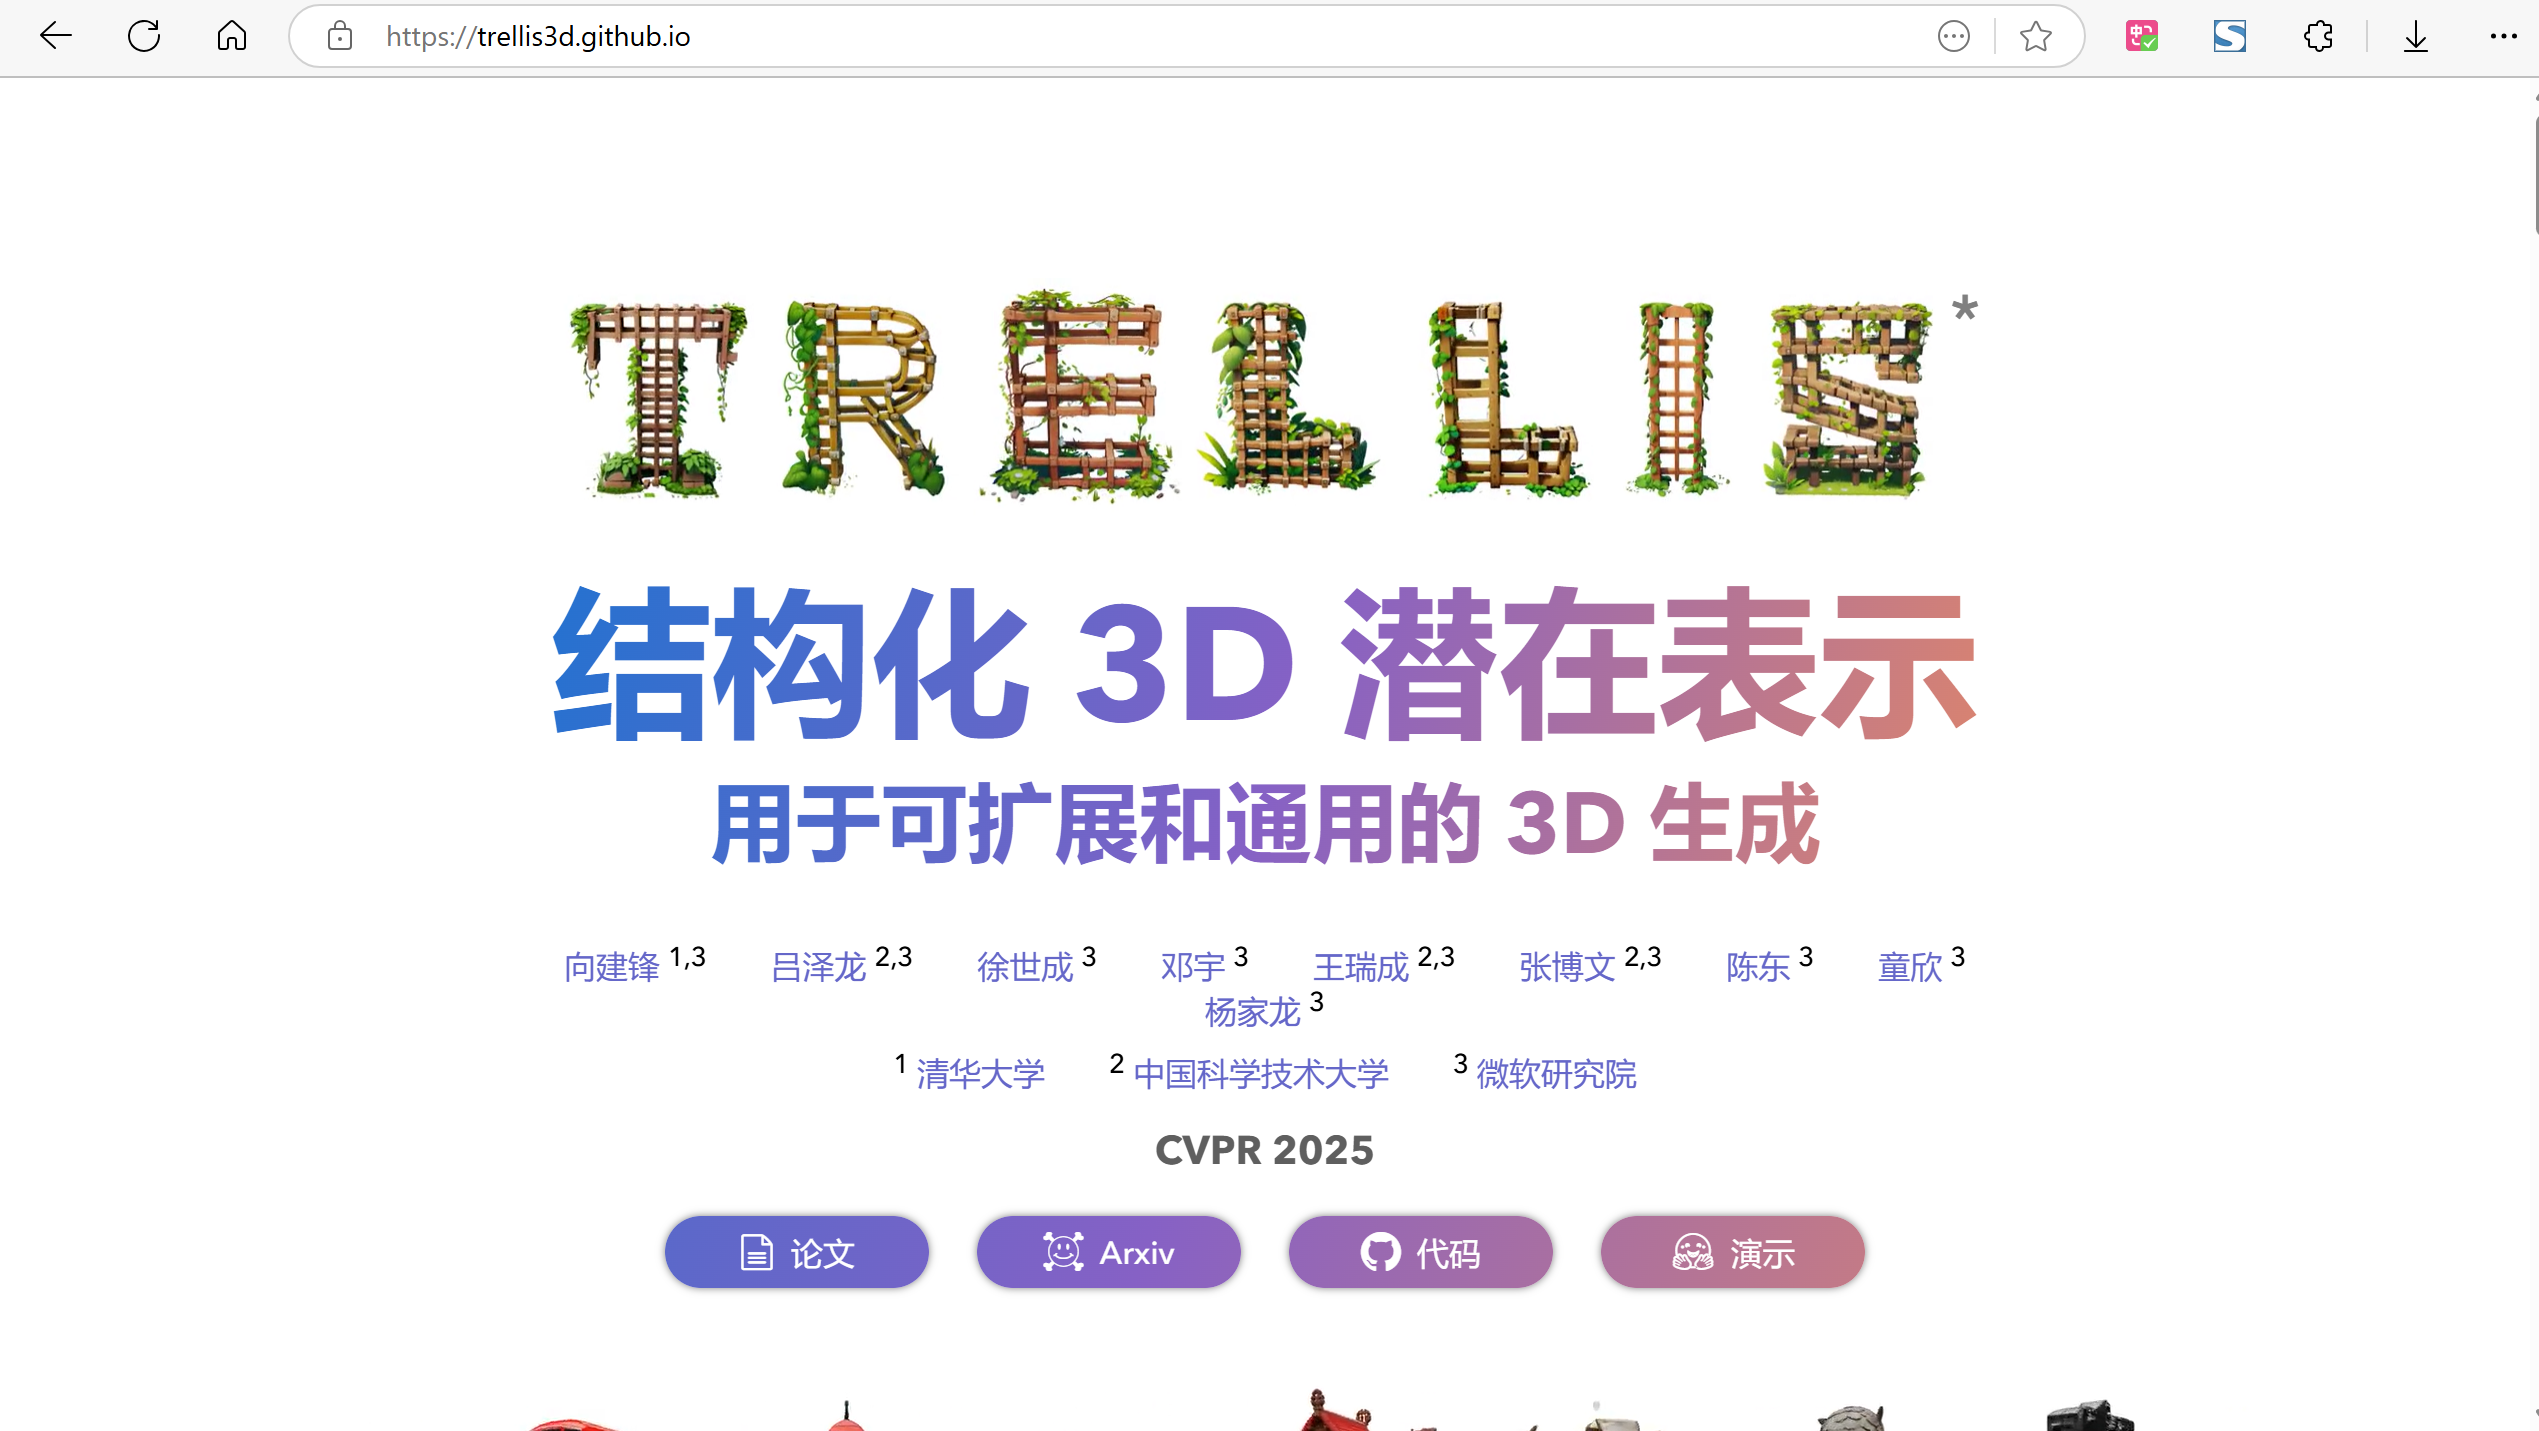 https://trellis3d.github.io
TRELLIS*
结构化 3D 潜在表示
用于可扩展和通用的 3D 生成
向建锋 1,3 吕泽龙 2,3 徐世成 3 邓宇 3 王瑞成 2,3 张博文 2,3 陈东 3 童欣 3
杨家龙 3
1 清华大学 2 中国科学技术大学 3 微软研究院
CVPR 2025
论文 Arxiv 代码 演示